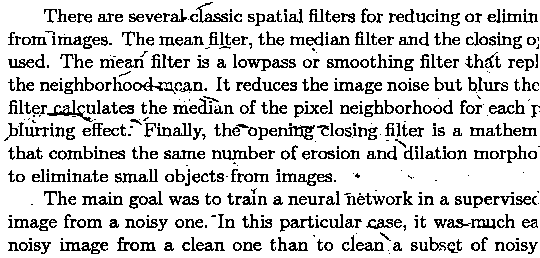 There are several classic spatial filters for reducing or elimin
from images. The mean filter, the median filter and the closing o
used. The mean filter is a lowpass or smoothing filter that repl
the neighborhood mean. It reduces the image noise but blurs the
filter calculates the median of the pixel neighborhood for each p
blurring effect. Finally, the opening closing filter is a mathem
that combines the same number of erosion and dilation morpho
to eliminate small objects from images.
The main goal was to train a neural network in a supervised
image from a noisy one. In this particular case, it was much ea
noisy image from a clean one than to clean a subset of noisy